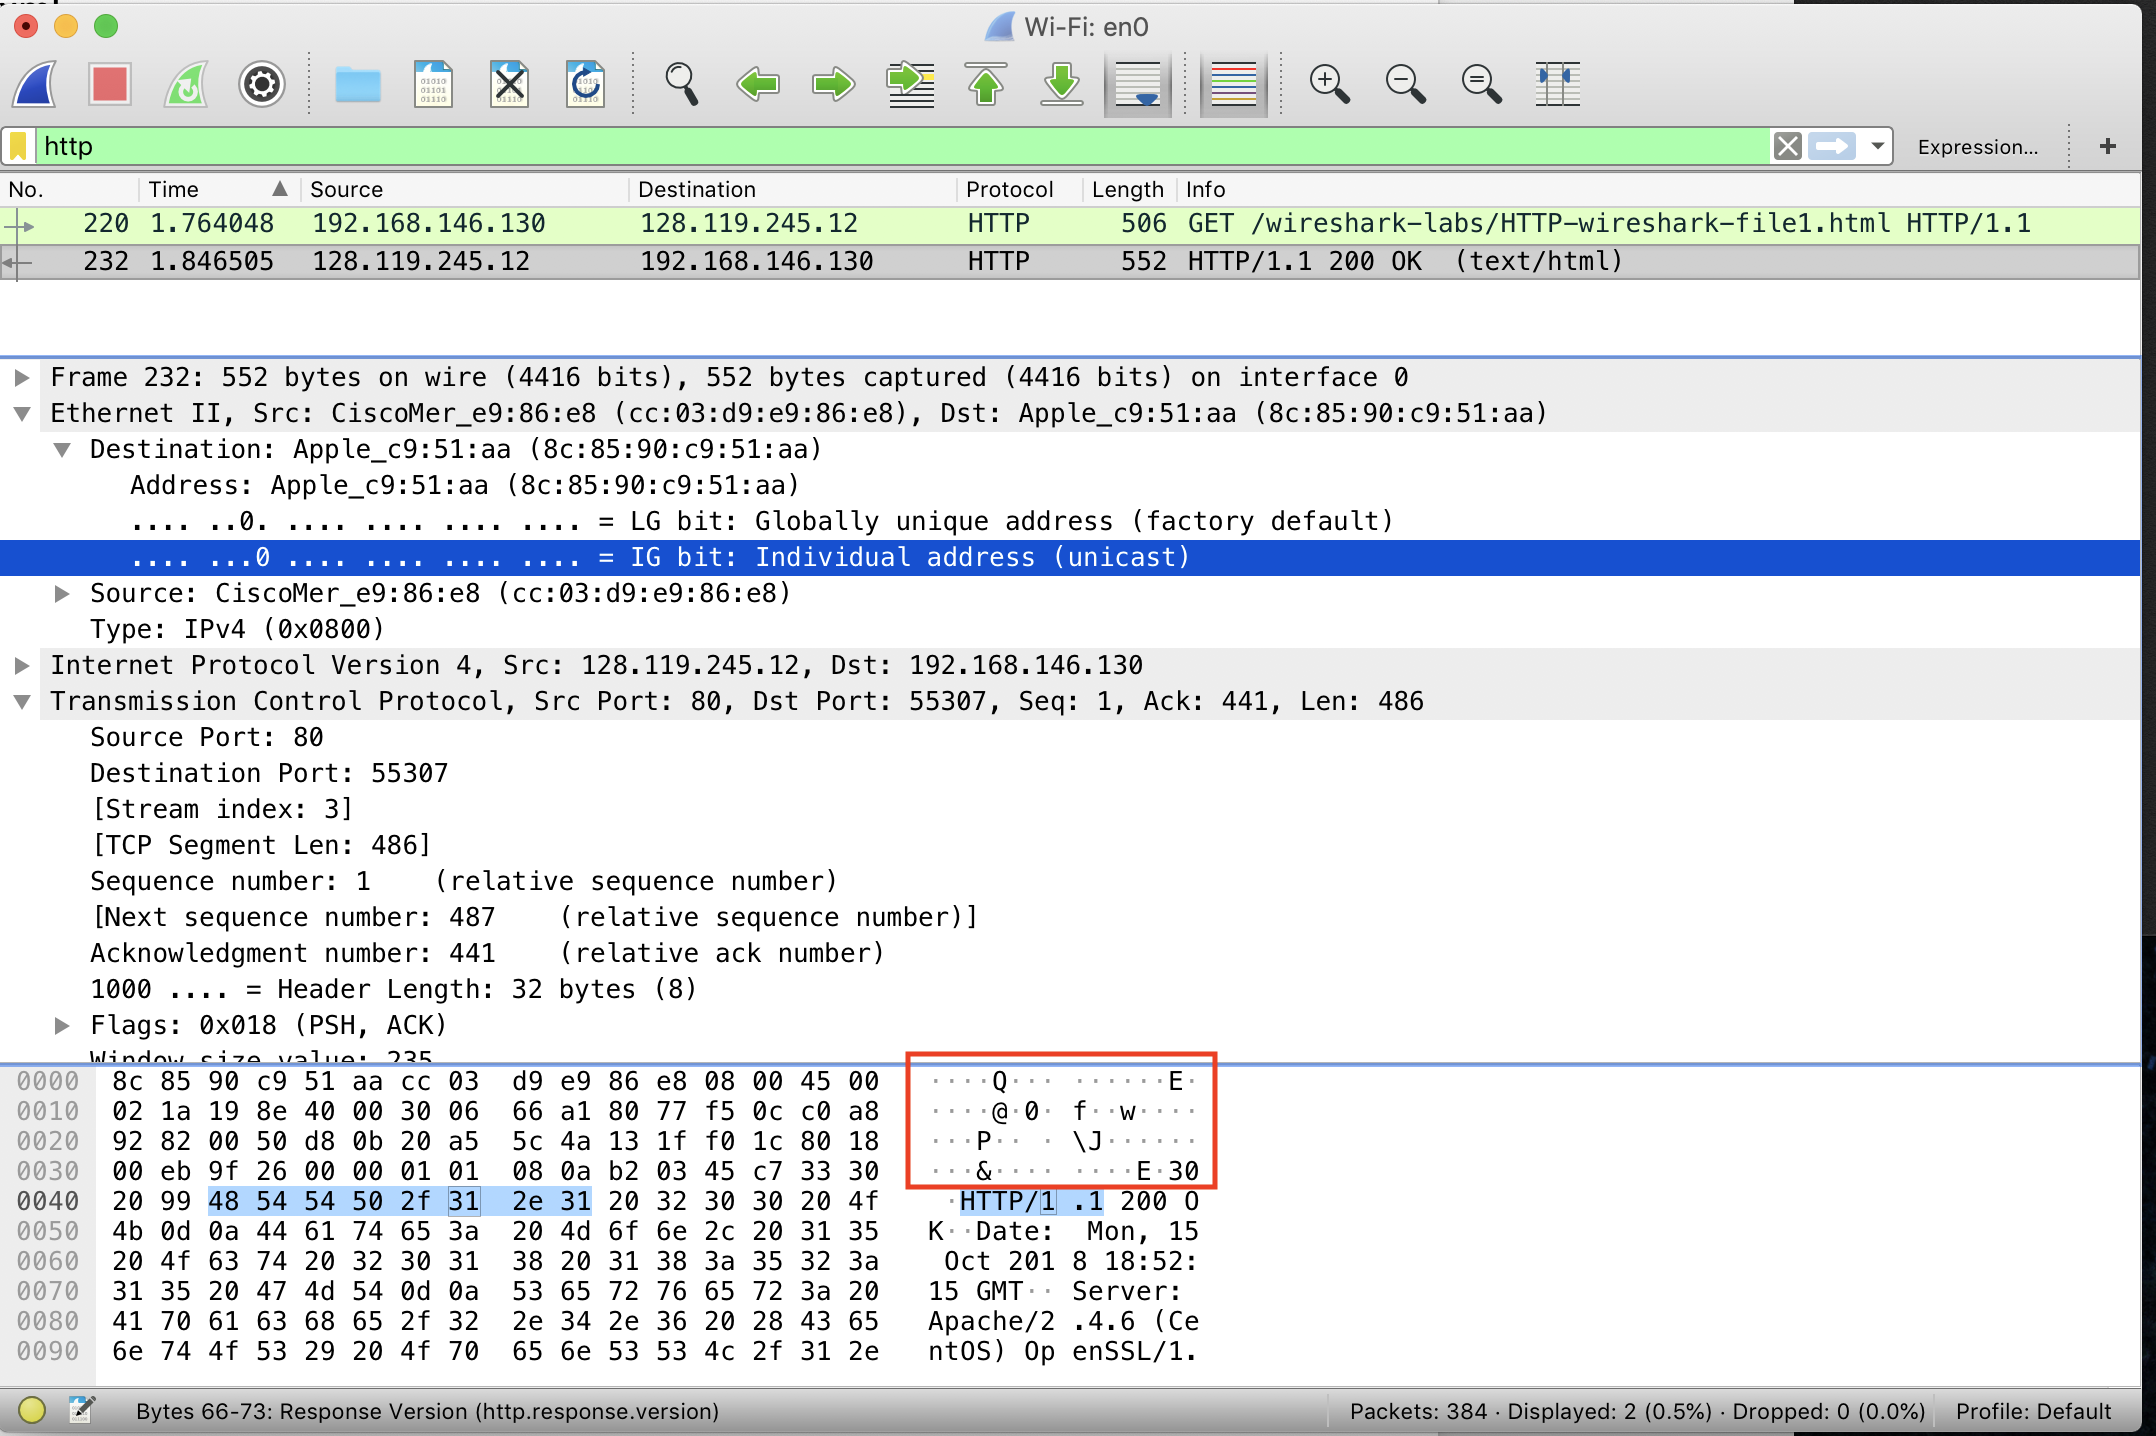 Wi-Fi: en0
http
Expression... +
No. Time Source Destination Protocol Length Info
220 1.764048 192.168.146.130 128.119.245.12 HTTP 506 GET /wireshark-labs/HTTP-wireshark-file1.html HTTP/1.1
232 1.846505 128.119.245.12 192.168.146.130 HTTP 552 HTTP/1.1 200 OK (text/html)
Frame 232: 552 bytes on wire (4416 bits), 552 bytes captured (4416 bits) on interface 0
Ethernet II, Src: CiscoMer_e9:86:e8 (cc:03:d9:e9:86:e8), Dst: Apple_c9:51:aa (8c:85:90:c9:51:aa)
Destination: Apple_c9:51:aa (8c:85:90:c9:51:aa)
Address: Apple_c9:51:aa (8c:85:90:c9:51:aa)
.... ..0. .... .... .... .... = LG bit: Globally unique address (factory default)
.... ...0 .... .... .... .... = IG bit: Individual address (unicast)
Source: CiscoMer_e9:86:e8 (cc:03:d9:e9:86:e8)
Type: IPv4 (0x0800)
Internet Protocol Version 4, Src: 128.119.245.12, Dst: 192.168.146.130
Transmission Control Protocol, Src Port: 80, Dst Port: 55307, Seq: 1, Ack: 441, Len: 486
Source Port: 80
Destination Port: 55307
[Stream index: 3]
[TCP Segment Len: 486]
Sequence number: 1 (relative sequence number)
[Next sequence number: 487 (relative sequence number)]
Acknowledgment number: 441 (relative ack number)
1000 .... = Header Length: 32 bytes (8)
Flags: 0x018 (PSH, ACK)
Window size value: 235
0000 8c 85 90 c9 51 aa cc 03 d9 e9 86 e8 08 00 45 00 ····Q··· ······E·
0010 02 1a 19 8e 40 00 30 06 66 a1 80 77 f5 0c c0 a8 ····@·0· f··w····
0020 92 82 00 50 d8 0b 20 a5 5c 4a 13 1f f0 1c 80 18 ···P·· · \J······
0030 00 eb 9f 26 00 00 01 01 08 0a b2 03 45 c7 33 30 ···&···· ····E·30
0040 20 99 48 54 54 50 2f 31 2e 31 20 32 30 30 20 4f ·HTTP/1 .1 200 O
0050 4b 0d 0a 44 61 74 65 3a 20 4d 6f 6e 2c 20 31 35 K··Date: Mon, 15
0060 20 4f 63 74 20 32 30 31 38 20 31 38 3a 35 32 3a Oct 201 8 18:52:
0070 31 35 20 47 4d 54 0d 0a 53 65 72 76 65 72 3a 20 15 GMT·· Server:
0080 41 70 61 63 68 65 2f 32 2e 34 2e 36 20 28 43 65 Apache/2 .4.6 (Ce
0090 6e 74 4f 53 29 20 4f 70 65 6e 53 53 4c 2f 31 2e ntOS) Op enSSL/1.
Bytes 66-73: Response Version (http.response.version) Packets: 384 · Displayed: 2 (0.5%) · Dropped: 0 (0.0%) Profile: Default